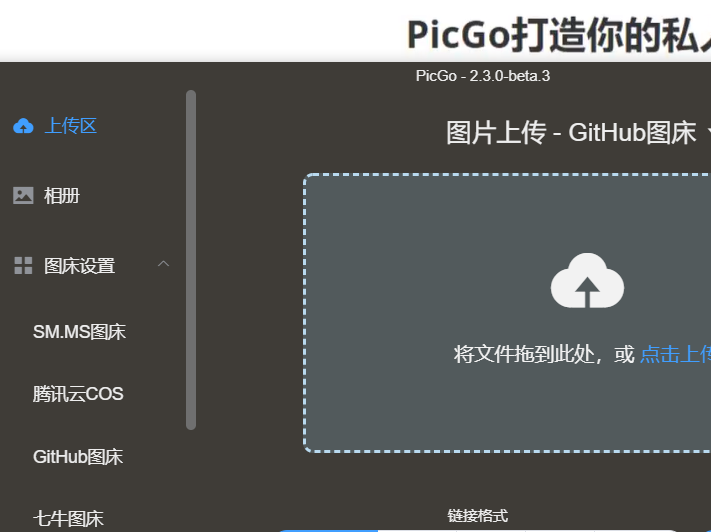 PicGo打造你的私
PicGo - 2.3.0-beta.3
上传区
图片上传 - GitHub图床
相册
图床设置
SM.MS图床
将文件拖到此处，或 点击上传
腾讯云COS
GitHub图床
七牛图床
链接格式